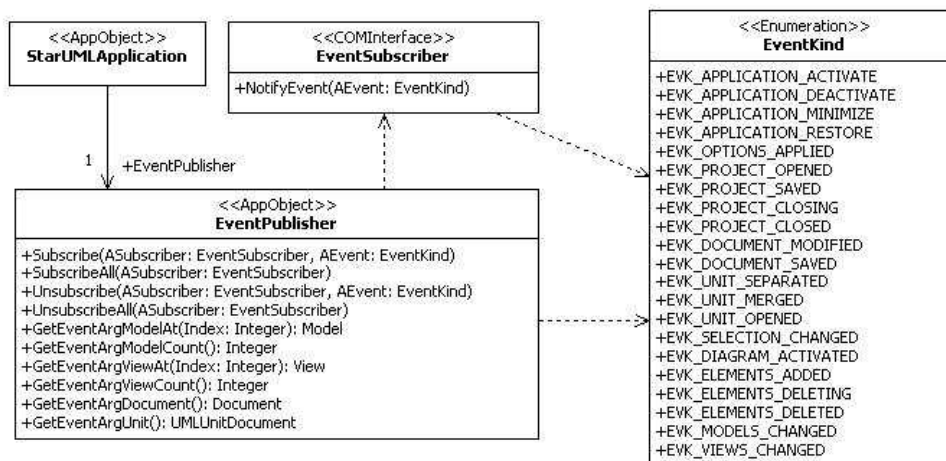 <<AppObject>>
StarUMLApplication
<<COMInterface>>
EventSubscriber
+NotifyEvent(AEvent: EventKind)
1
+EventPublisher
<<AppObject>>
EventPublisher
+Subscribe(ASubscriber: EventSubscriber, AEvent: EventKind)
+SubscribeAll(ASubscriber: EventSubscriber)
+Unsubscribe(ASubscriber: EventSubscriber, AEvent: EventKind)
+UnsubscribeAll(ASubscriber: EventSubscriber)
+GetEventArgModelAt(Index: Integer): Model
+GetEventArgModelCount(): Integer
+GetEventArgViewAt(Index: Integer): View
+GetEventArgViewCount(): Integer
+GetEventArgDocument(): Document
+GetEventArgUnit(): UMLUnitDocument
<<Enumeration>>
EventKind
+EVK_APPLICATION_ACTIVATE
+EVK_APPLICATION_DEACTIVATE
+EVK_APPLICATION_MINIMIZE
+EVK_APPLICATION_RESTORE
+EVK_OPTIONS_APPLIED
+EVK_PROJECT_OPENED
+EVK_PROJECT_SAVED
+EVK_PROJECT_CLOSING
+EVK_PROJECT_CLOSED
+EVK_DOCUMENT_MODIFIED
+EVK_DOCUMENT_SAVED
+EVK_UNIT_SEPARATED
+EVK_UNIT_MERGED
+EVK_UNIT_OPENED
+EVK_SELECTION_CHANGED
+EVK_DIAGRAM_ACTIVATED
+EVK_ELEMENTS_ADDED
+EVK_ELEMENTS_DELETING
+EVK_ELEMENTS_DELETED
+EVK_MODELS_CHANGED
+EVK_VIEWS_CHANGED